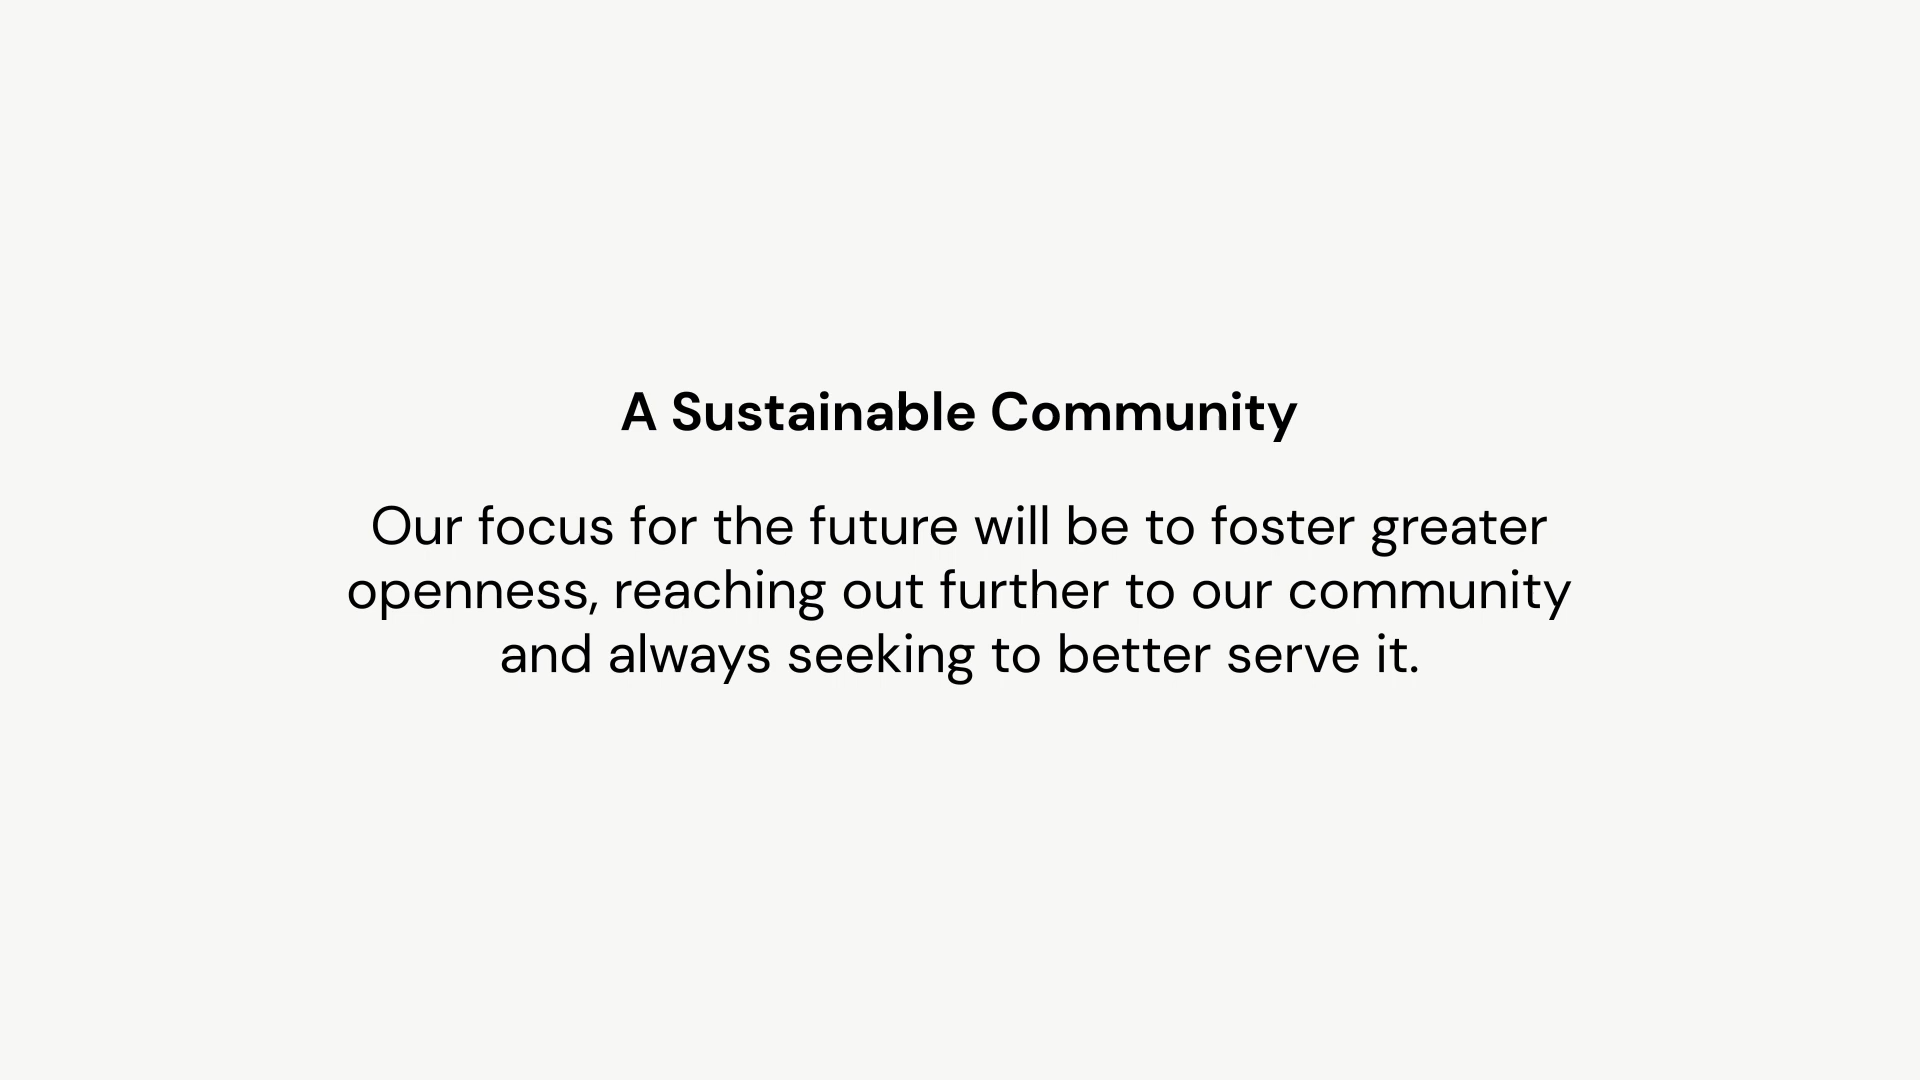 A Sustainable Community
Our focus for the future will be to foster greater
openness, reaching out further to our community
and always seeking to better serve it.